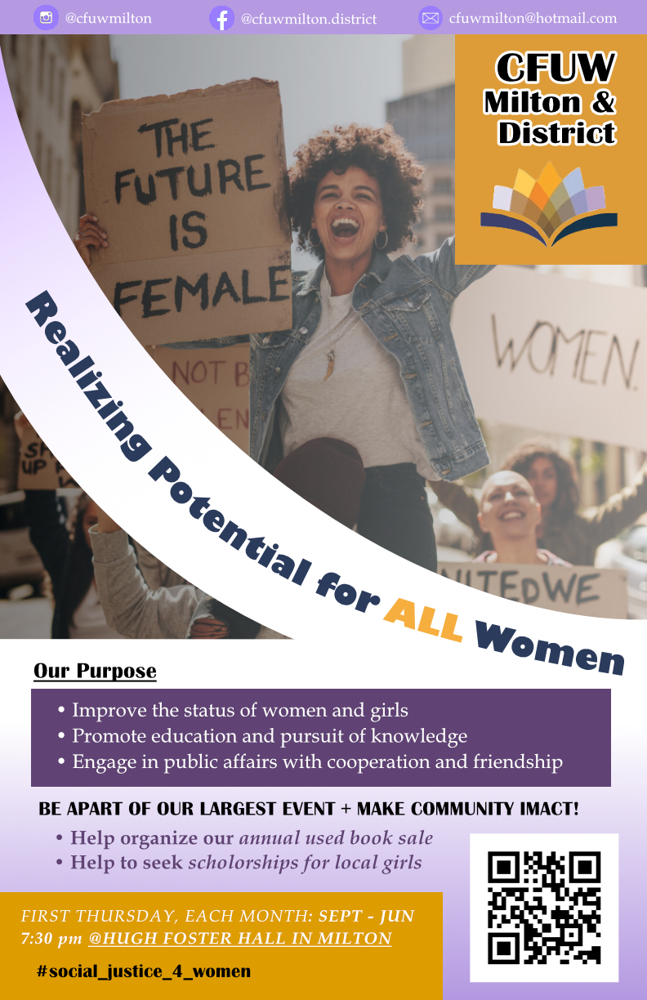 @cfuwmilton
@cfuwmilton.district
cfuwmilton@hotmail.com
CFUW
Milton &
District
THE
FUTURE
IS
FEMALE
NOT B
EN
WOMEN.
SH
UP
NITED WE
Realizing Potential for ALL Women
Our Purpose
• Improve the status of women and girls
• Promote education and pursuit of knowledge
• Engage in public affairs with cooperation and friendship
BE APART OF OUR LARGEST EVENT + MAKE COMMUNITY IMACT!
• Help organize our annual used book sale
• Help to seek scholorships for local girls
FIRST THURSDAY, EACH MONTH: SEPT - JUN
7:30 pm @HUGH FOSTER HALL IN MILTON
#social_justice_4_women